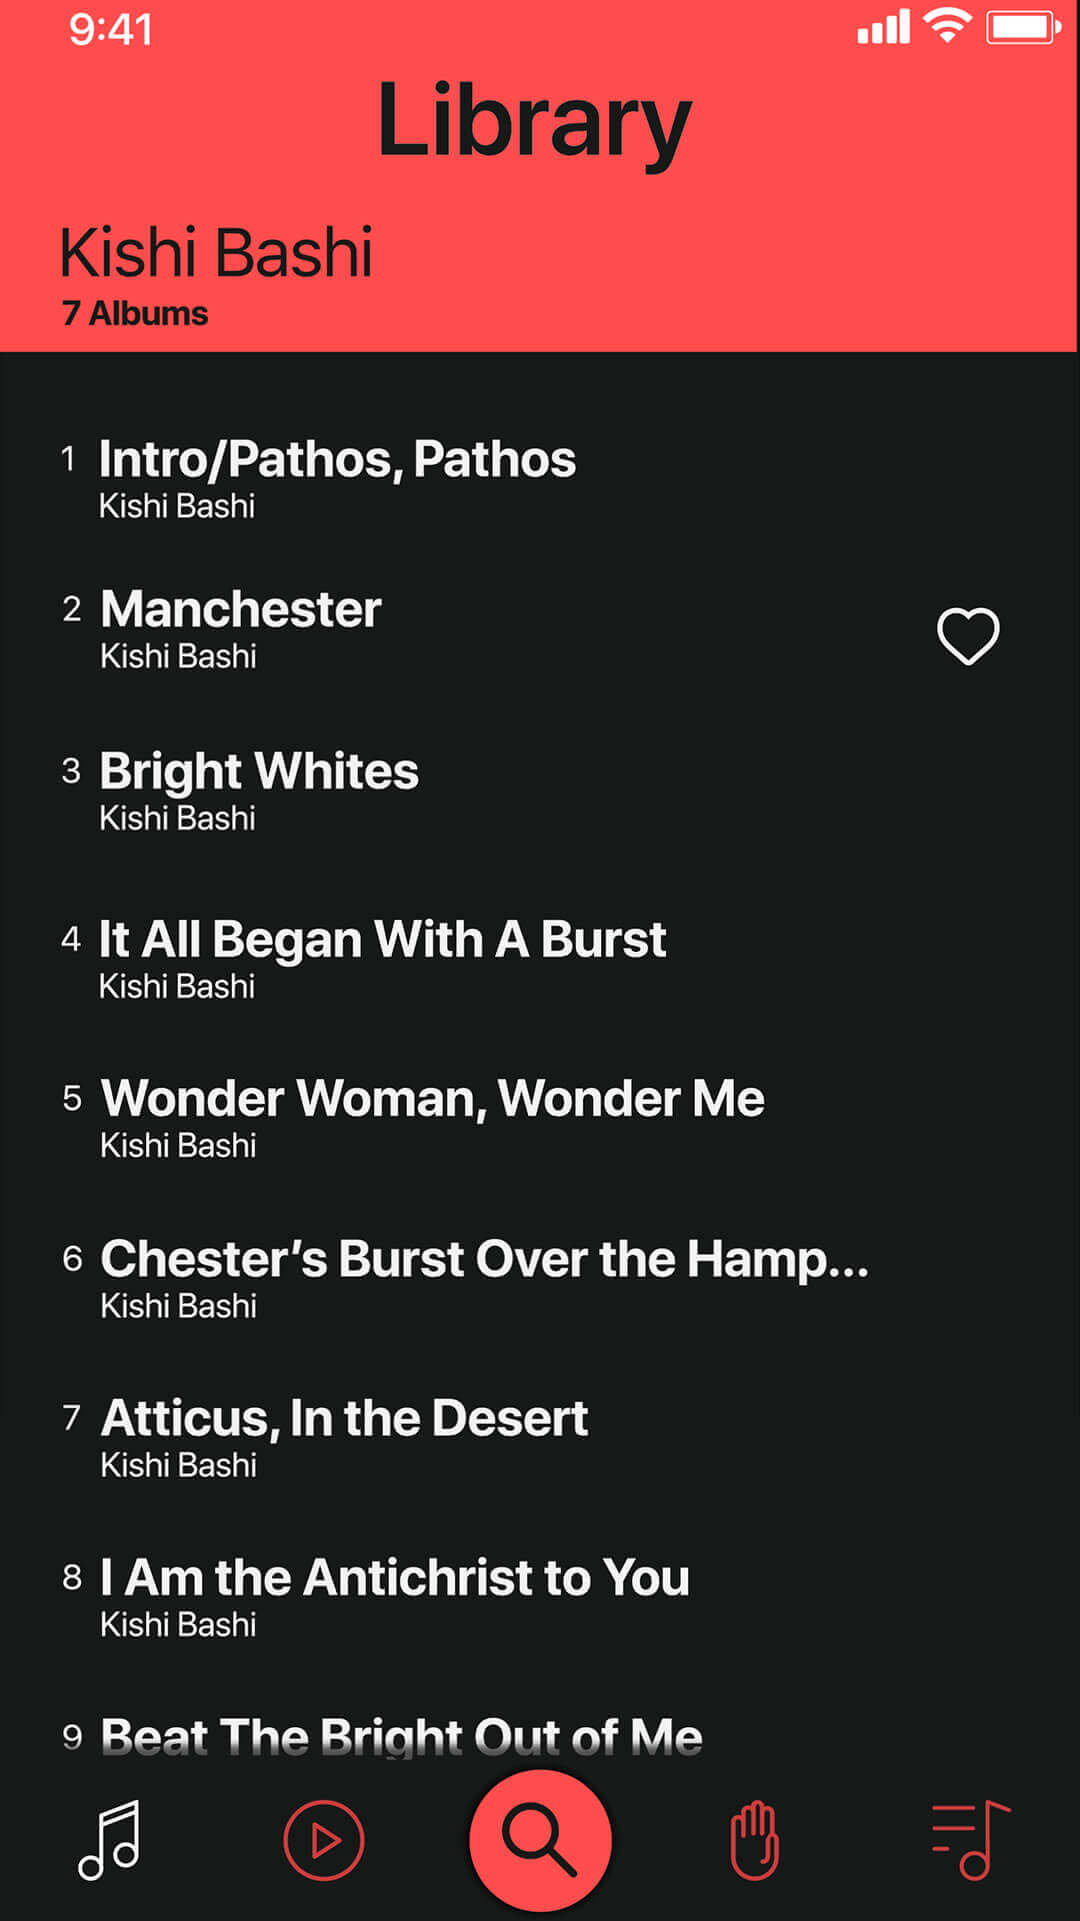 9:41
Library
Kishi Bashi
7 Albums
1 Intro/Pathos, Pathos
Kishi Bashi
2 Manchester
Kishi Bashi
3 Bright Whites
Kishi Bashi
4 It All Began With A Burst
Kishi Bashi
5 Wonder Woman, Wonder Me
Kishi Bashi
6 Chester’s Burst Over the Hamp...
Kishi Bashi
7 Atticus, In the Desert
Kishi Bashi
8 I Am the Antichrist to You
Kishi Bashi
9 Beat The Bright Out of Me